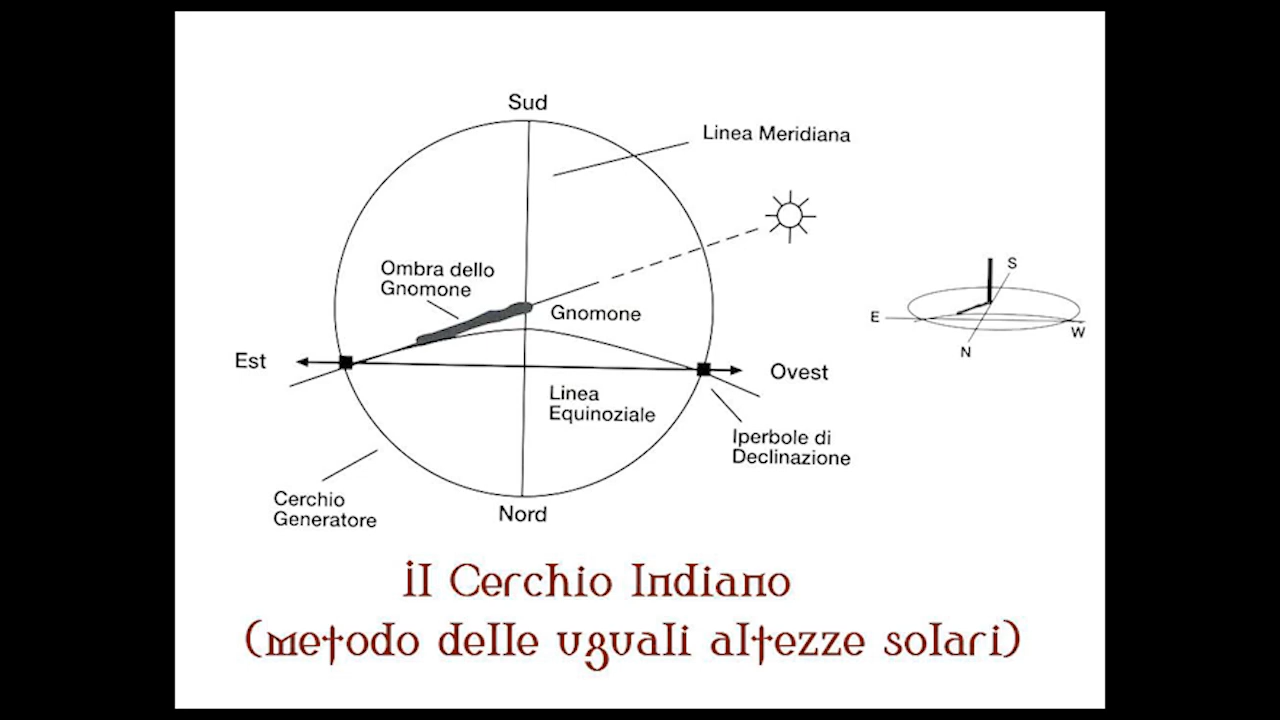 Sud
Linea Meridiana
Ombra dello
Gnomone
Gnomone
Est
Ovest
Linea
Equinoziale
Iperbole di
Declinazione
Cerchio
Generatore
Nord
S
E
W
N
Il Cerchio Indiano
(metodo delle uguali altezze solari)